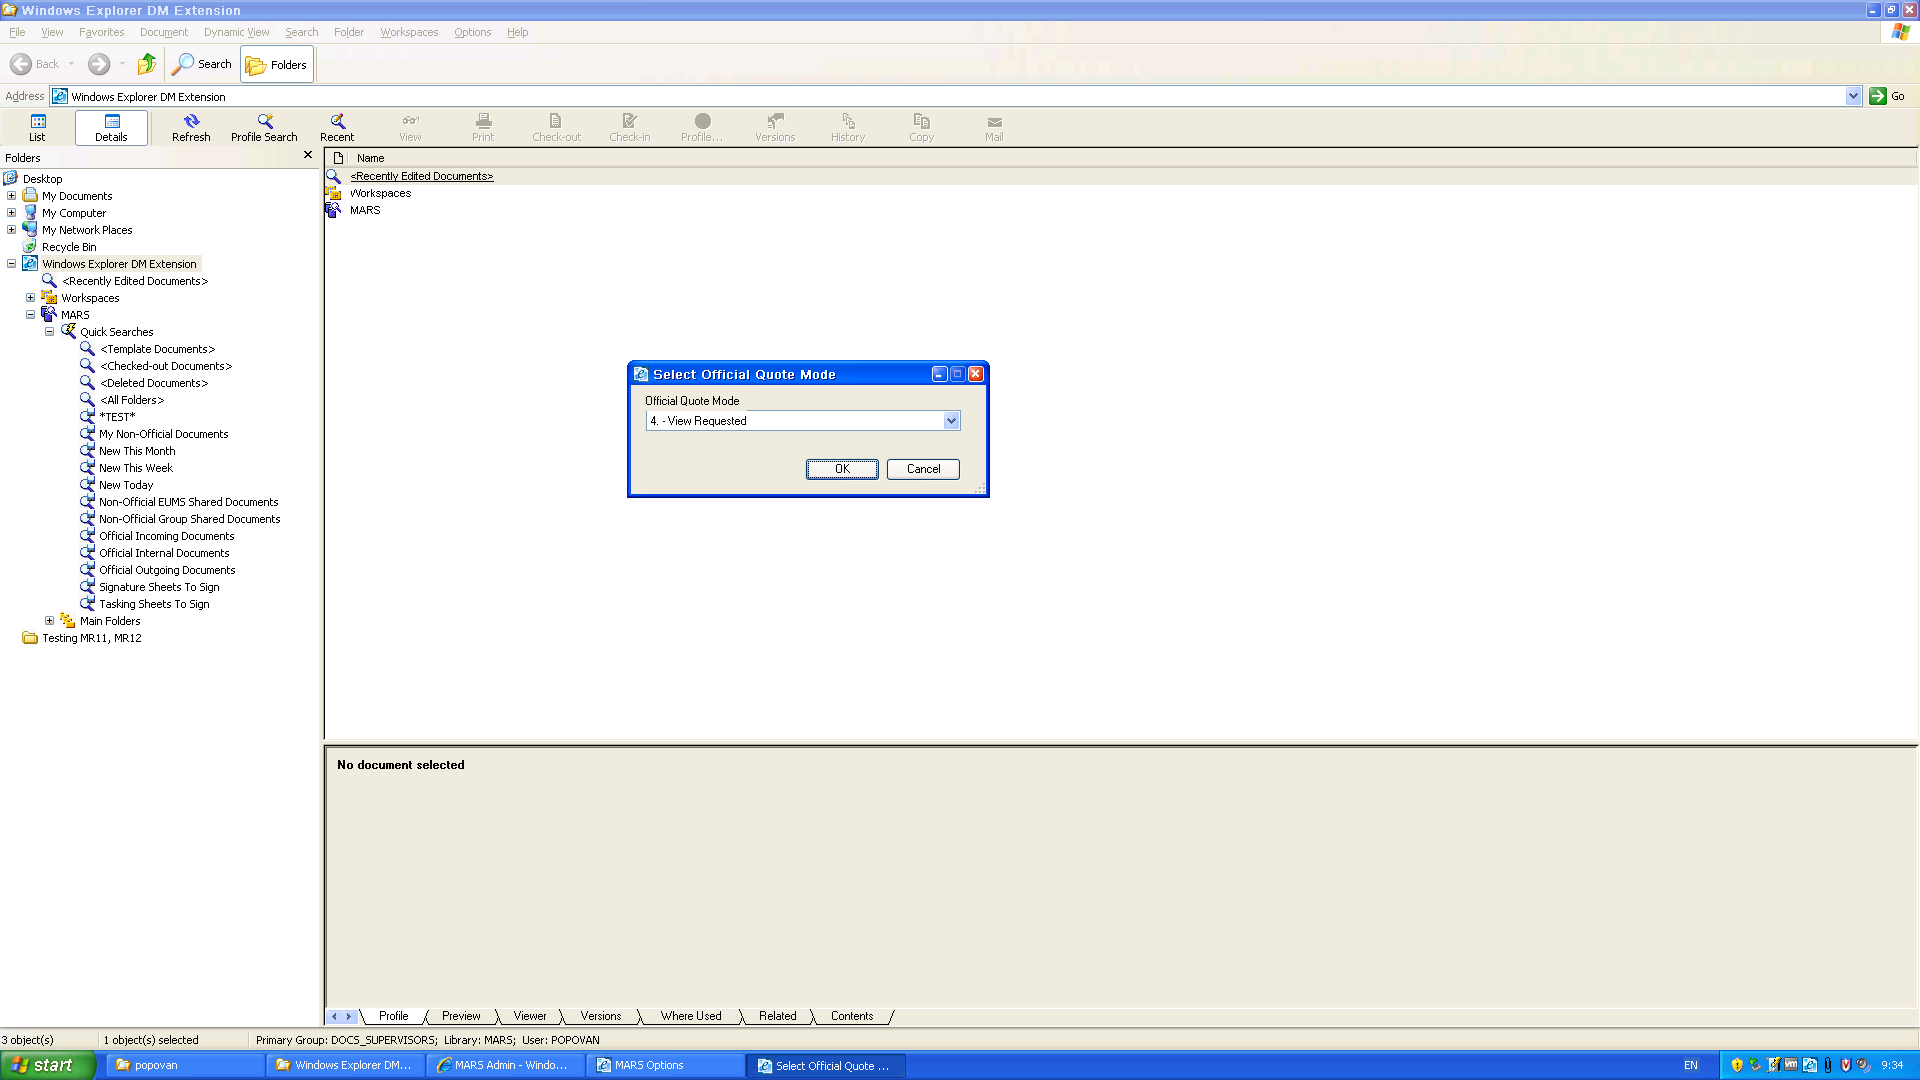 Windows Explorer DM Extension
File View Favorites Document Dynamic View Search Folder Workspaces Options Help
Back Search Folders
Address Windows Explorer DM Extension Go
List Details Refresh Profile Search Recent View Print Check-out Check-in Profile... Versions History Copy Mail
Folders
Desktop
My Documents
My Computer
My Network Places
Recycle Bin
Windows Explorer DM Extension
<Recently Edited Documents>
Workspaces
MARS
Quick Searches
<Template Documents>
<Checked-out Documents>
<Deleted Documents>
<All Folders>
*TEST*
My Non-Official Documents
New This Month
New This Week
New Today
Non-Official EUMS Shared Documents
Non-Official Group Shared Documents
Official Incoming Documents
Official Internal Documents
Official Outgoing Documents
Signature Sheets To Sign
Tasking Sheets To Sign
Main Folders
Testing MR11, MR12
Name
<Recently Edited Documents>
Workspaces
MARS
Select Official Quote Mode
Official Quote Mode
4. - View Requested
OK Cancel
No document selected
Profile Preview Viewer Versions Where Used Related Contents
3 object(s) 1 object(s) selected Primary Group: DOCS_SUPERVISORS; Library: MARS; User: POPOVAN
start popovan Windows Explorer DM... MARS Admin - Windo... MARS Options Select Official Quote ... EN 9:34